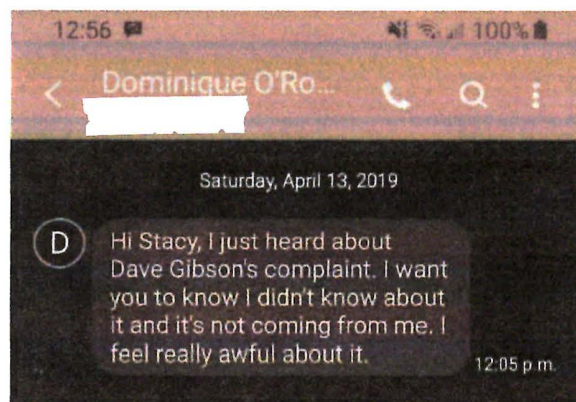 12:56 100%
Dominique O'Ro...
Saturday, April 13, 2019
D
Hi Stacy, I just heard about
Dave Gibson's complaint. I want
you to know I didn't know about
it and it's not coming from me. I
feel really awful about it.
12:05 p.m.